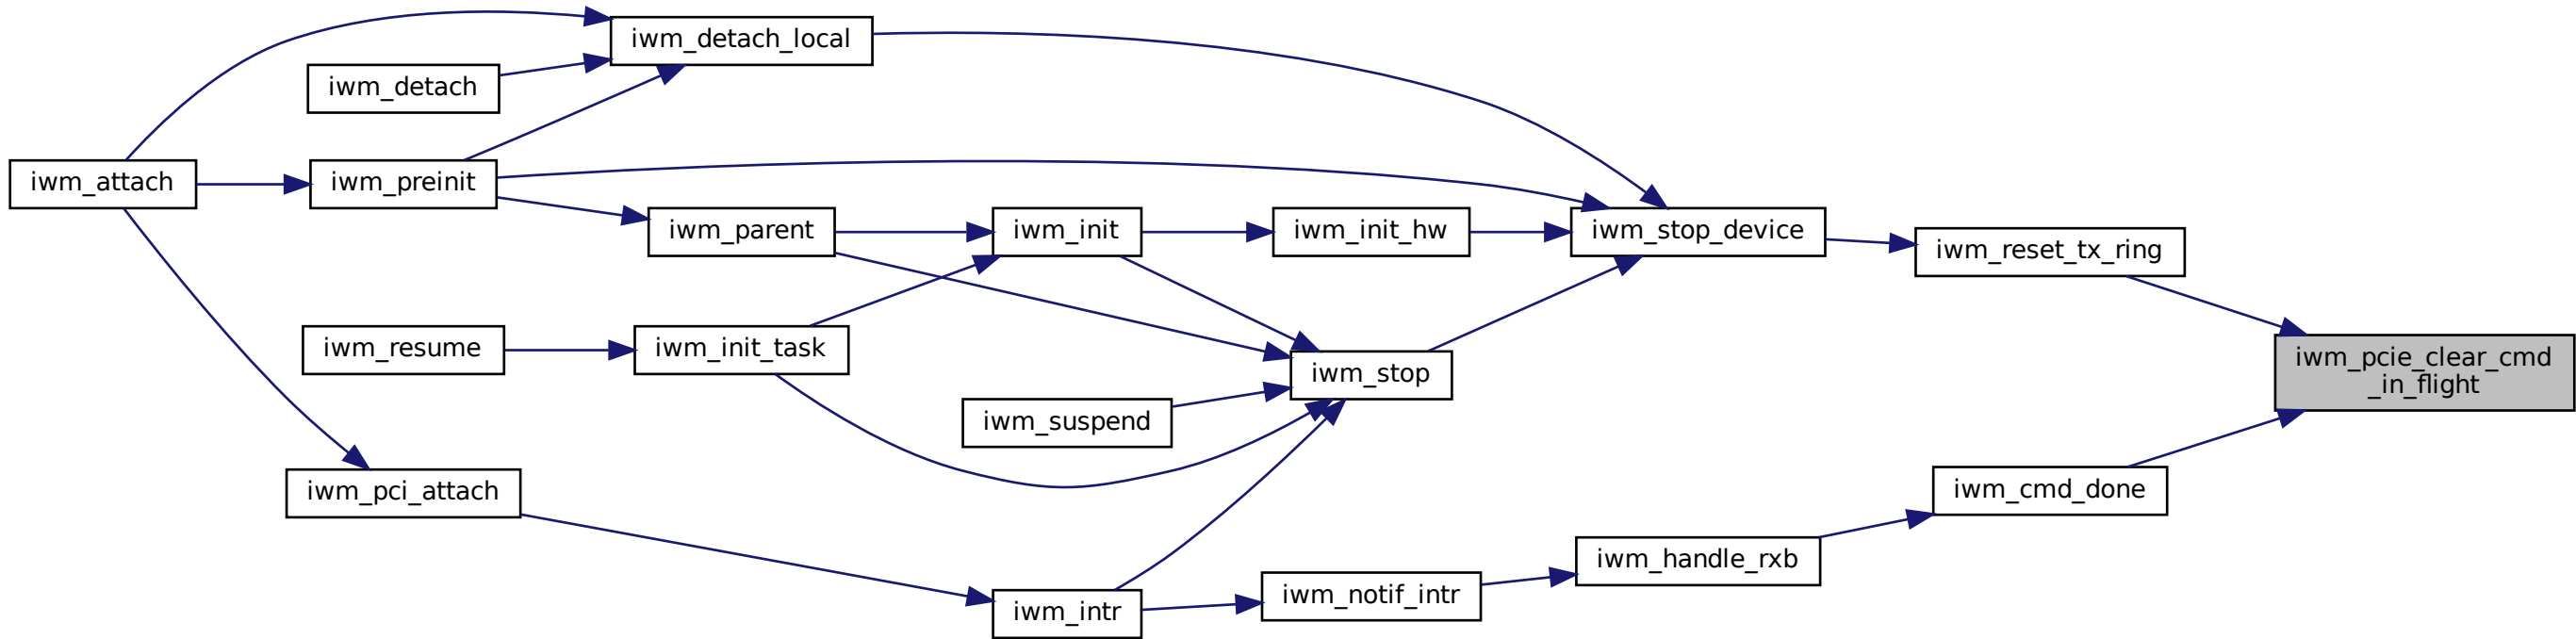 iwm_detach_local
iwm_detach
iwm_attach
iwm_preinit
iwm_parent
iwm_init
iwm_init_hw
iwm_stop_device
iwm_reset_tx_ring
iwm_resume
iwm_init_task
iwm_stop
iwm_pcie_clear_cmd
_in_flight
iwm_suspend
iwm_pci_attach
iwm_cmd_done
iwm_handle_rxb
iwm_notif_intr
iwm_intr